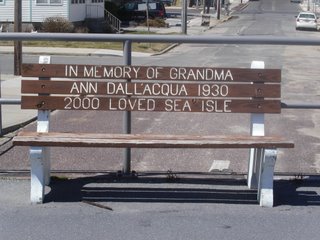 IN MEMORY OF GRANDMA
ANN DALL'ACQUA 1930
2000 LOVED SEA ISLE